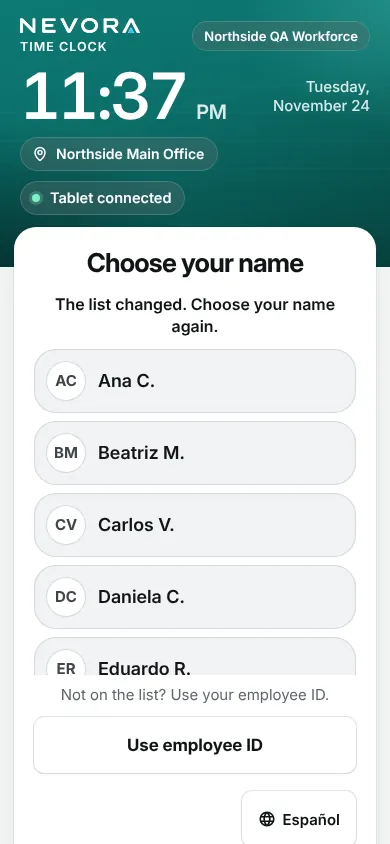 NEVORA
TIME CLOCK
Northside QA Workforce
11:37 PM
Tuesday,
November 24
Northside Main Office
Tablet connected
Choose your name
The list changed. Choose your name
again.
AC Ana C.
BM Beatriz M.
CV Carlos V.
DC Daniela C.
ER Eduardo R.
Not on the list? Use your employee ID.
Use employee ID
Español